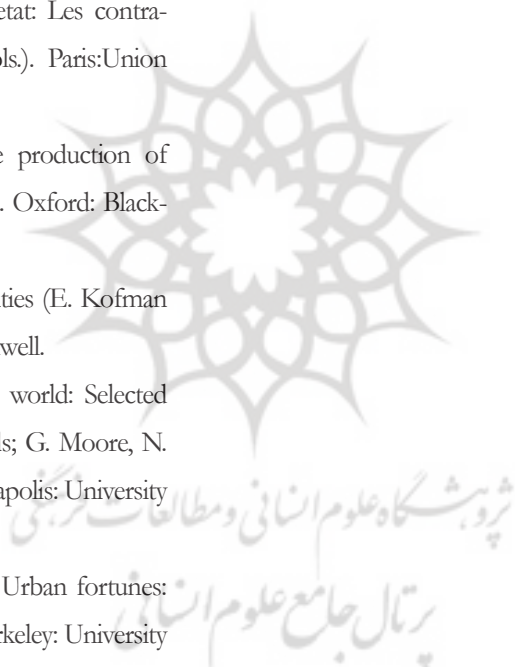 etat: Les contra-
ols.). Paris:Union
e production of
. Oxford: Black-
ities (E. Kofman
well.
world: Selected
ls; G. Moore, N.
apolis: University
Urban fortunes:
rkeley: University
پژوهشگاه علوم انسانی و مطالعات فرهنگی
پرتال جامع علوم انسانی